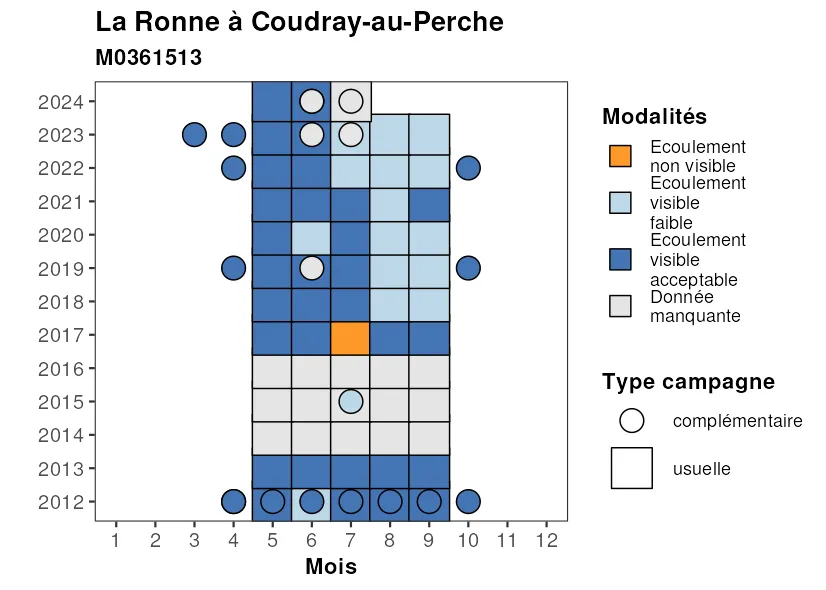 La Ronne à Coudray-au-Perche
M0361513
2024
2023
2022
2021
2020
2019
2018
2017
2016
2015
2014
2013
2012
1 2 3 4 5 6 7 8 9 10 11 12
Mois
Modalités
Ecoulement
non visible
Ecoulement
visible
faible
Ecoulement
visible
acceptable
Donnée
manquante
Type campagne
complémentaire
usuelle